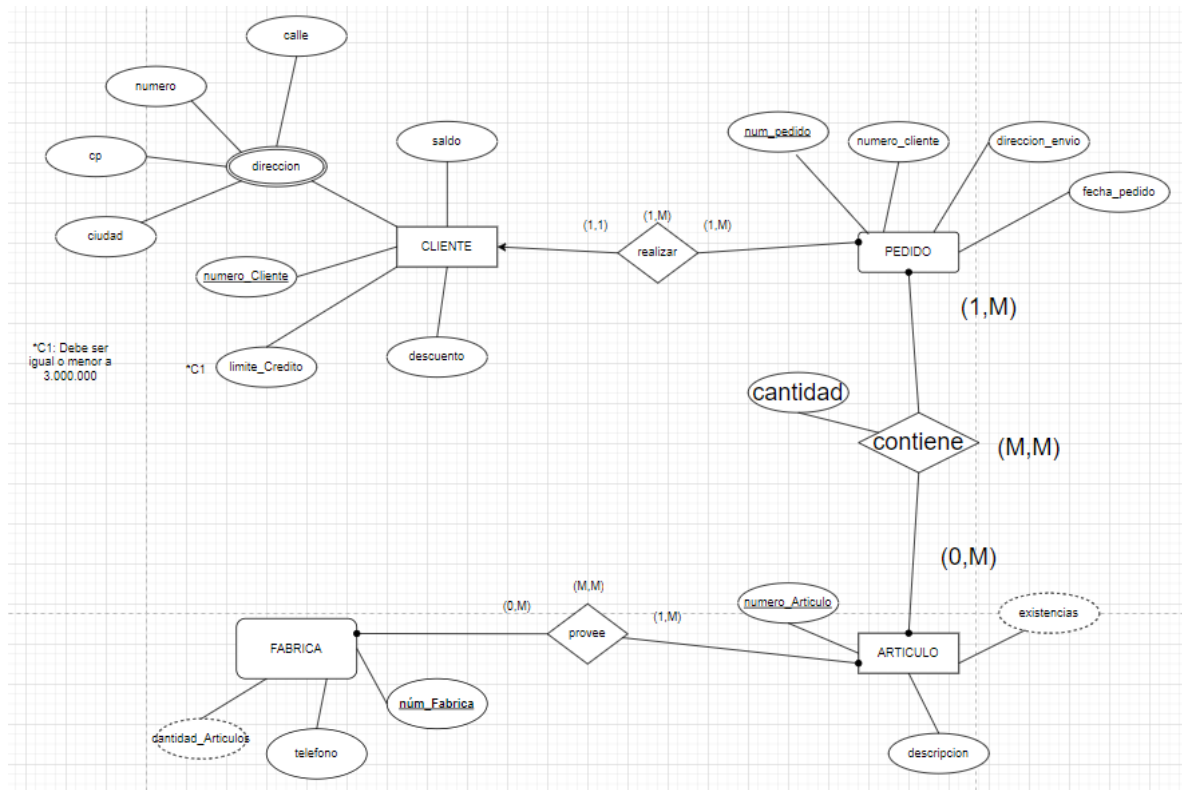 calle
numero
cp
direccion
ciudad
saldo
CLIENTE
numero_Cliente
limite_Credito
*C1
*C1: Debe ser
igual o menor a
3.000.000
descuento
(1,1)
(1,M)
(1,M)
realizar
num_pedido
numero_cliente
direccion_envio
fecha_pedido
PEDIDO
(1,M)
cantidad
contiene
(M,M)
(0,M)
numero_Articulo
existencias
ARTICULO
descripcion
(M,M)
(0,M)
(1,M)
provee
FABRICA
núm_Fabrica
cantidad_Articulos
telefono